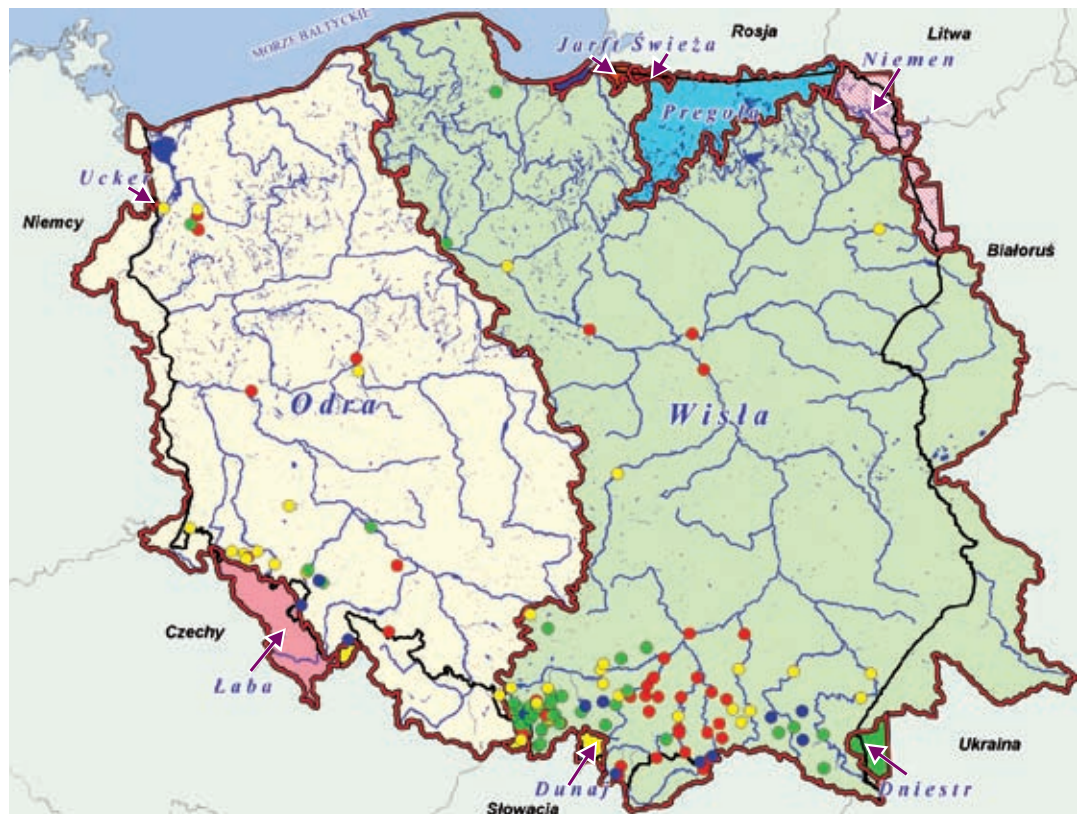 MORZE BAŁTYCKIE
Jarft Świeża
Rosja
Litwa
Niemen
Pregoła
Ucker
Niemcy
Białoruś
Odra
Wisła
Czechy
Łaba
Ukraina
Dunaj
Dniestr
Słowacja